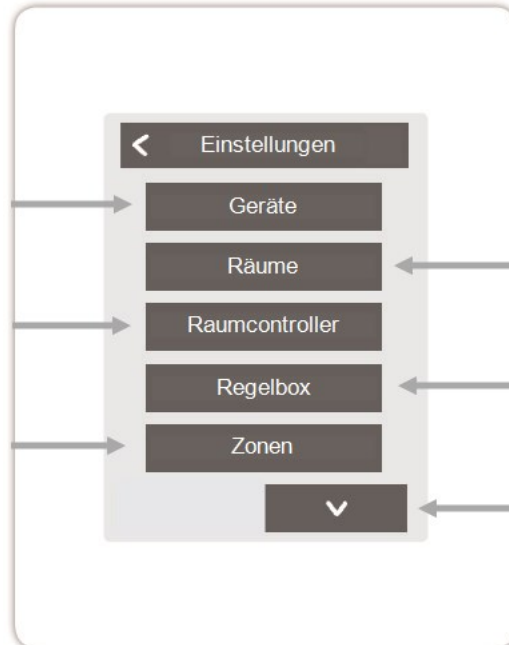 Einstellungen
Geräte
Räume
Raumcontroller
Regelbox
Zonen